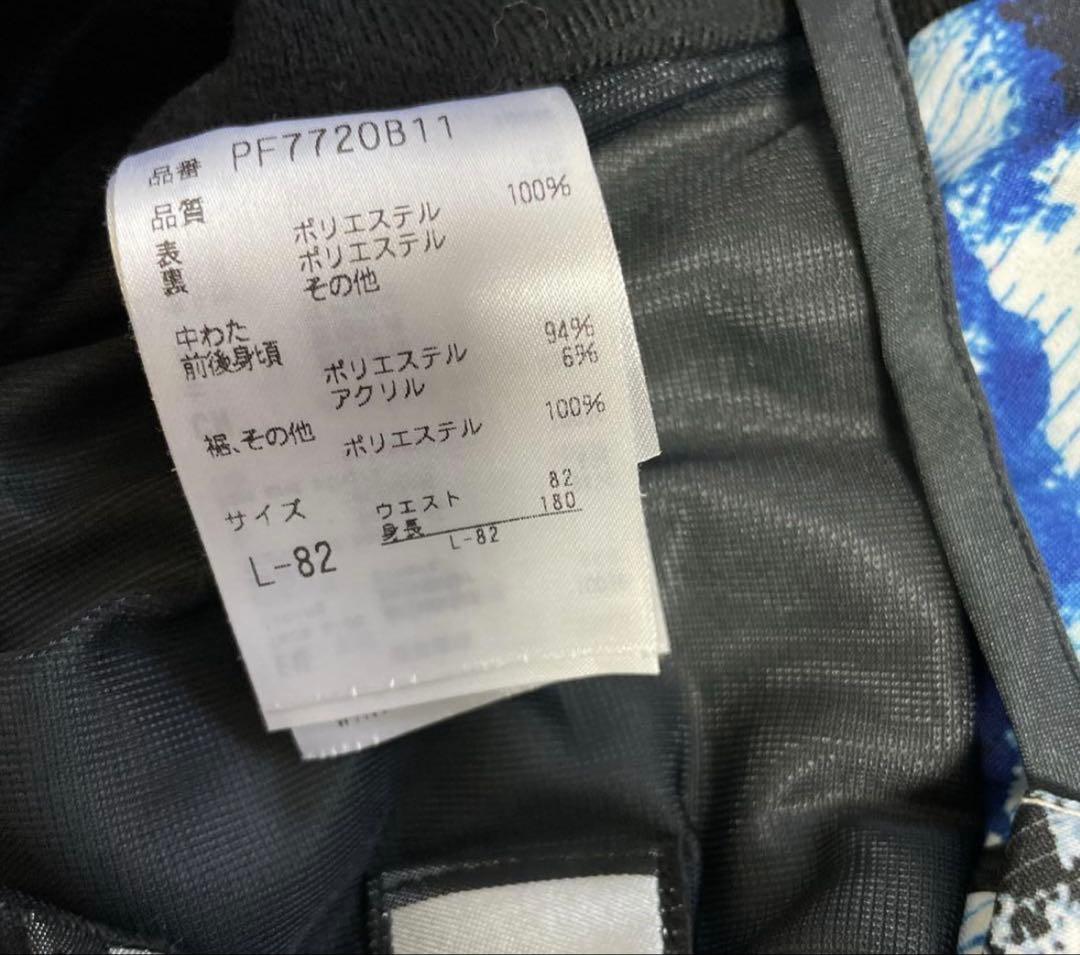 品番 PF7720B11
品質
表 ポリエステル 100%
裏 ポリエステル
その他
中わた
前後身頃 ポリエステル 94%
アクリル 6%
裾、その他 ポリエステル 100%
サイズ ウエスト 82
身長 180
L-82 L-82